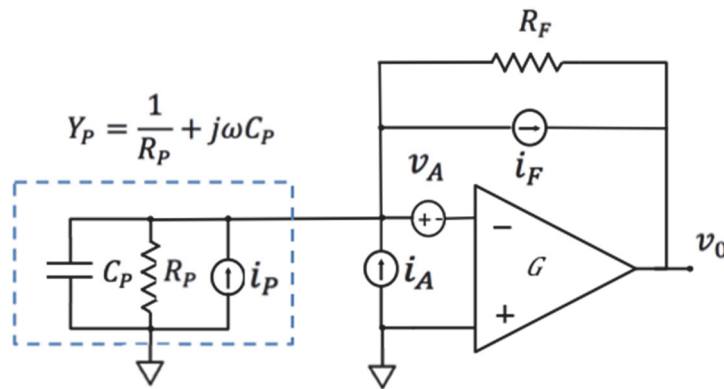 R_F
Y_P = 1/R_P + jωC_P
i_F
v_A
+ -
−
C_P
R_P
i_P
i_A
G
v_0
+